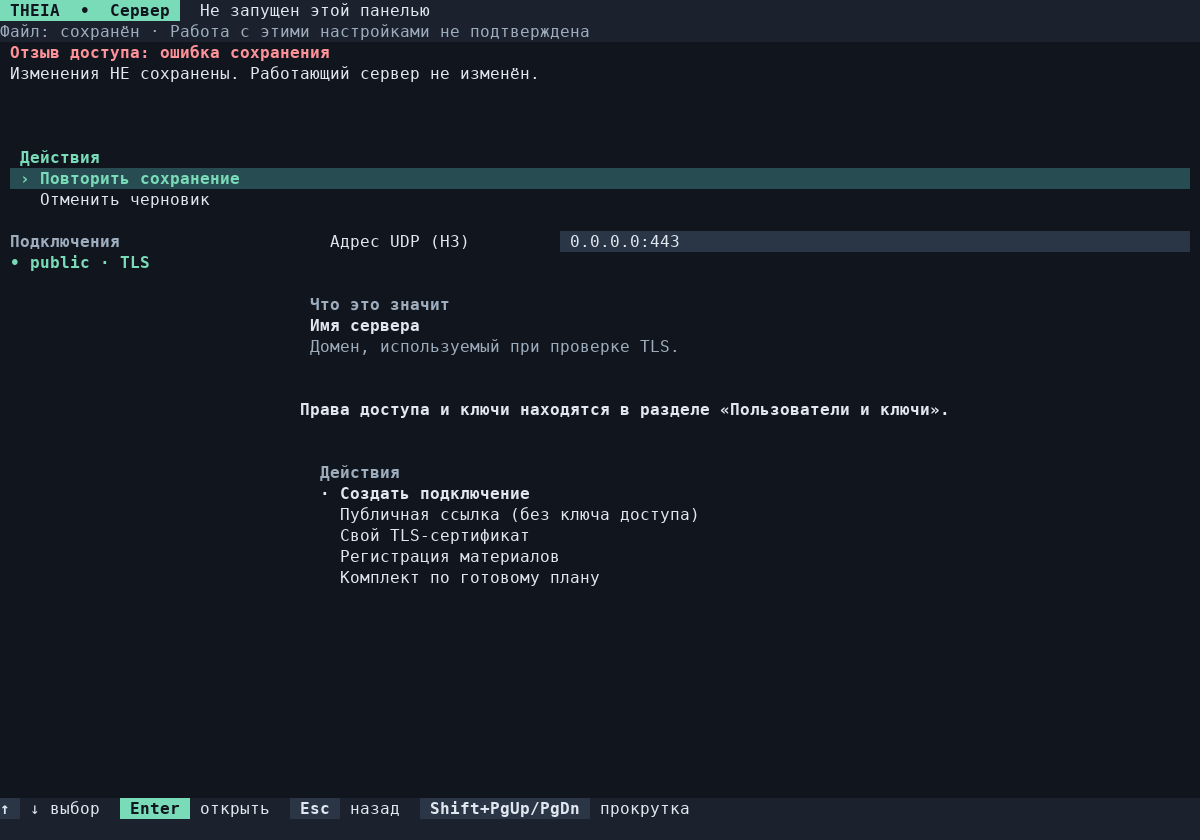 THEIA • Сервер Не запущен этой панелью
Файл: сохранён · Работа с этими настройками не подтверждена
Отзыв доступа: ошибка сохранения
Изменения НЕ сохранены. Работающий сервер не изменён.
Действия
› Повторить сохранение
Отменить черновик
Подключения Адрес UDP (H3) 0.0.0.0:443
• public · TLS
Что это значит
Имя сервера
Домен, используемый при проверке TLS.
Права доступа и ключи находятся в разделе «Пользователи и ключи».
Действия
· Создать подключение
Публичная ссылка (без ключа доступа)
Свой TLS-сертификат
Регистрация материалов
Комплект по готовому плану
↑ ↓ выбор Enter открыть Esc назад Shift+PgUp/PgDn прокрутка